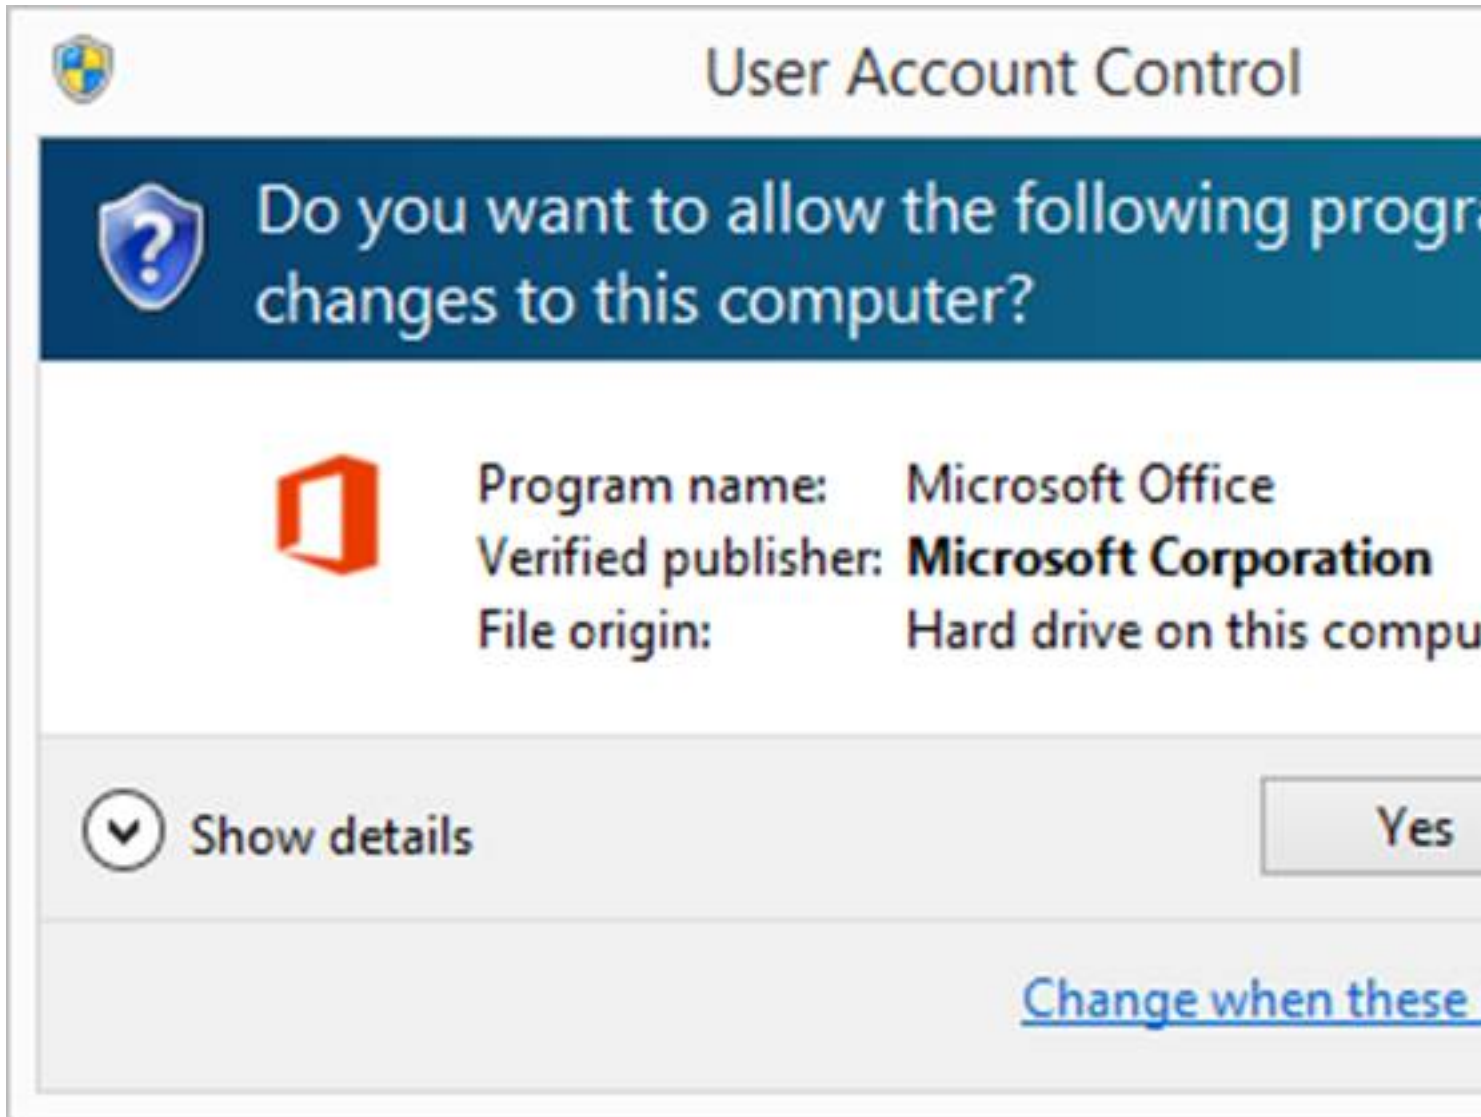 User Account Control
Do you want to allow the following progra
changes to this computer?
Program name: Microsoft Office
Verified publisher: Microsoft Corporation
File origin: Hard drive on this compu
Show details
Yes
Change when these